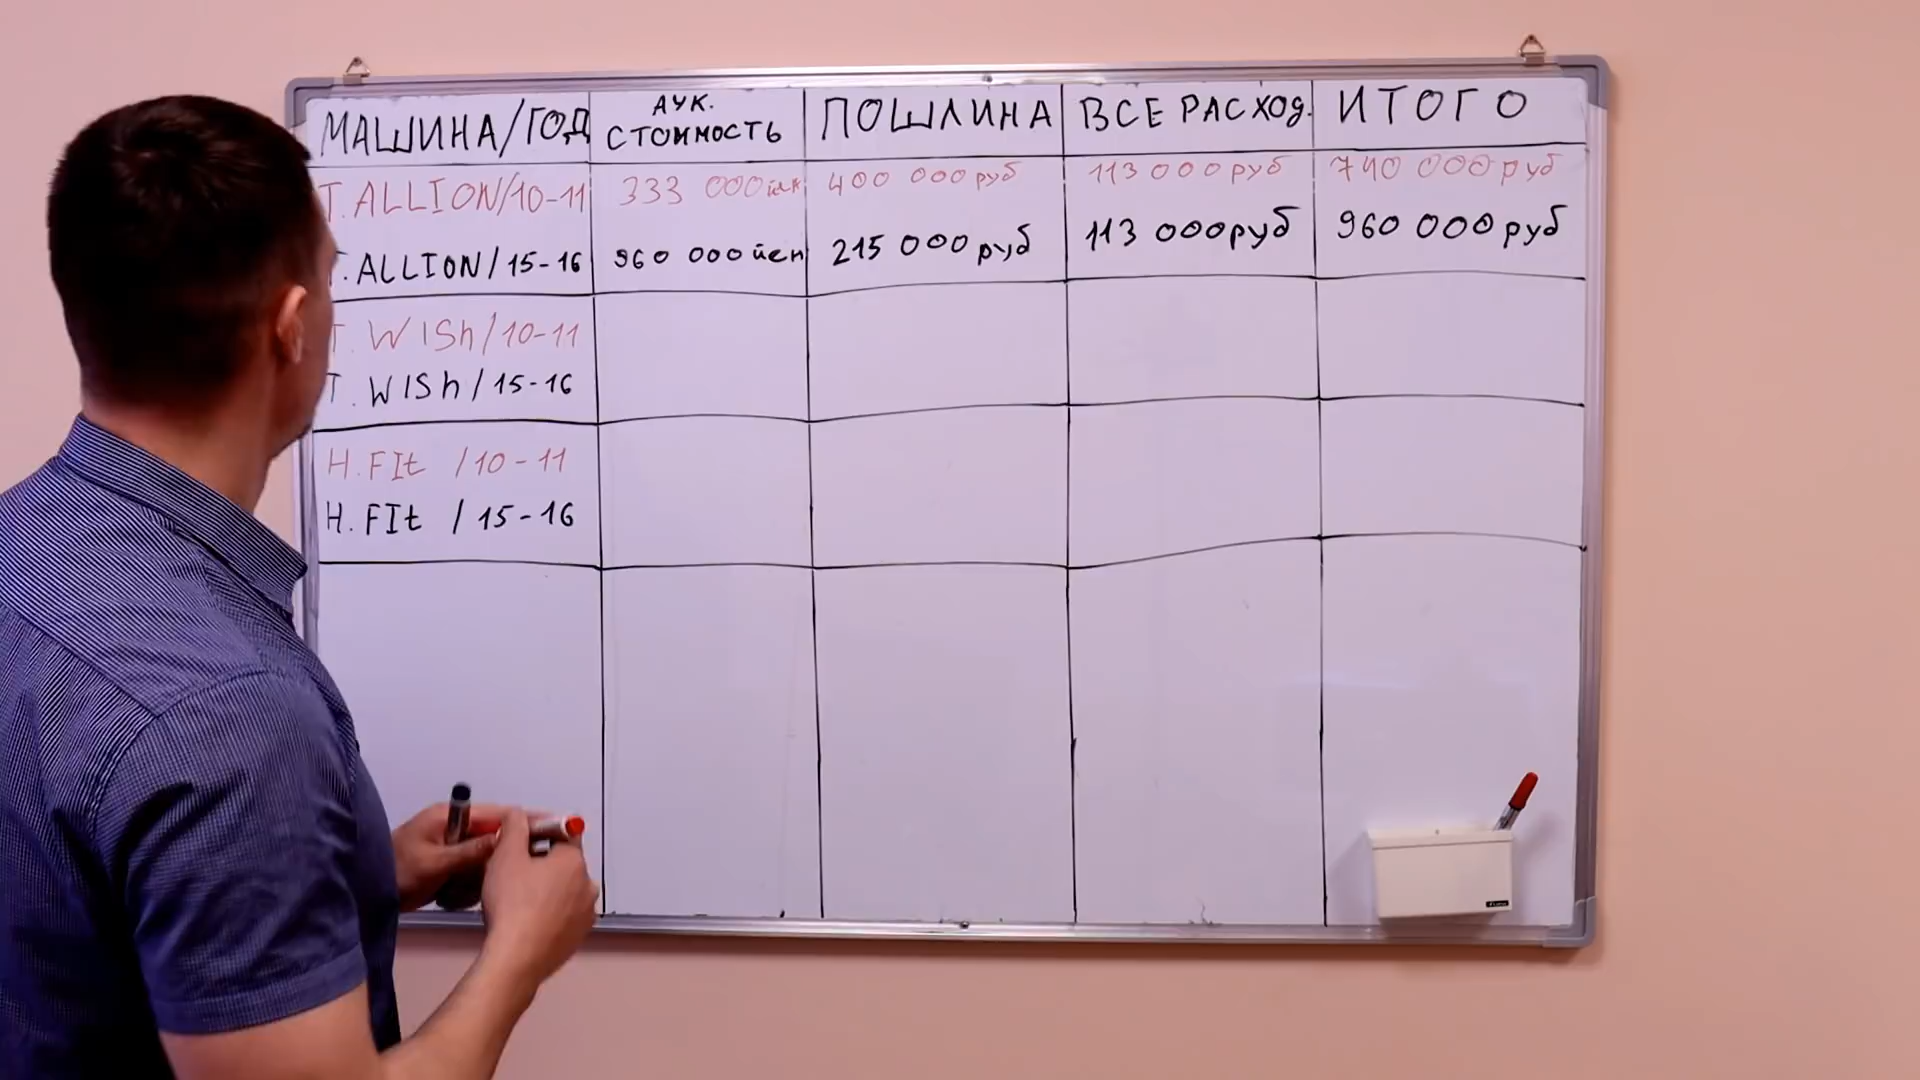 МАШИНА/ГОД
АУК. СТОИМОСТЬ
ПОШЛИНА
ВСЕ РАСХОД.
ИТОГО
T. ALLION/10-11 333 000 йен 400 000 руб 113 000 руб 740 000 руб
T. ALLION/15-16 960 000 йен 215 000 руб 113 000 руб 960 000 руб
T. WISh/10-11
T. WISh/15-16
H. FIt /10-11
H. FIt /15-16